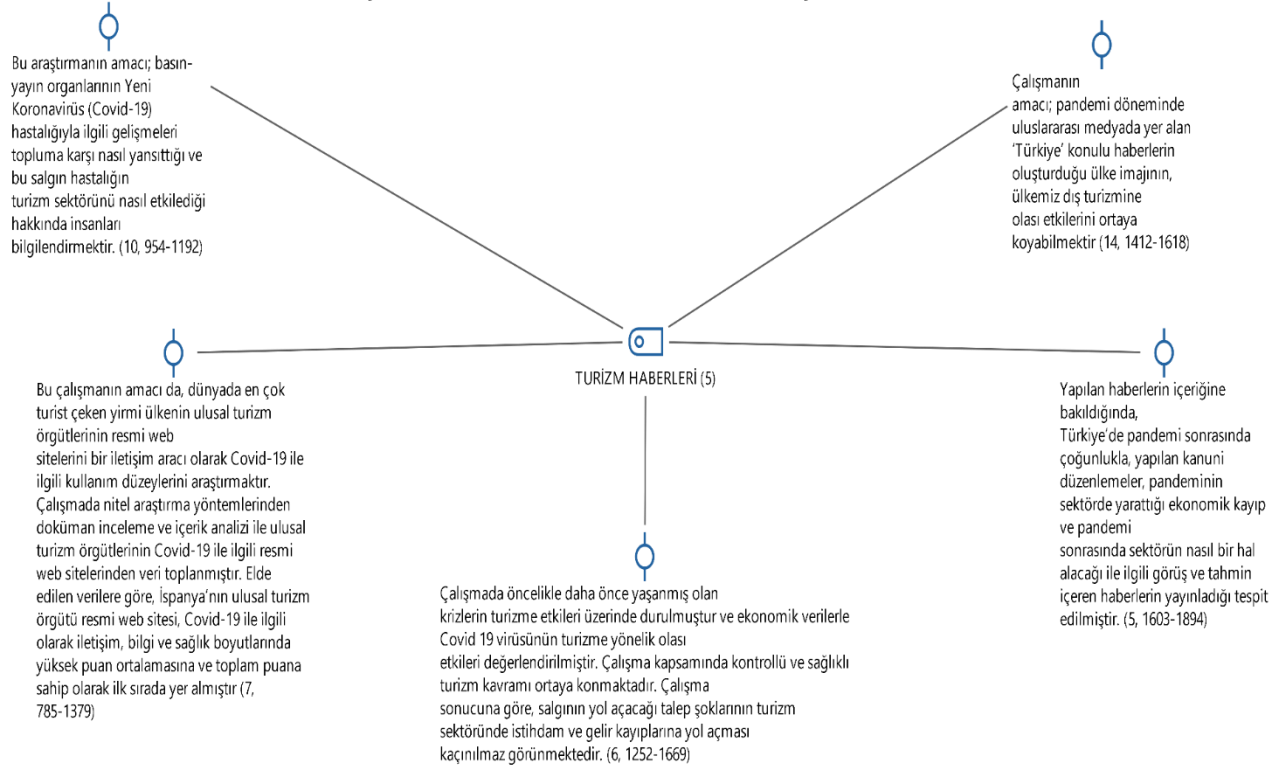 Bu araştırmanın amacı; basın-
yayın organlarının Yeni
Koronavirüs (Covid-19)
hastalığıyla ilgili gelişmeleri
topluma karşı nasıl yansıttığı ve
bu salgın hastalığın
turizm sektörünü nasıl etkilediği
hakkında insanları
bilgilendirmektir. (10, 954-1192)
Çalışmanın
amacı; pandemi döneminde
uluslararası medyada yer alan
‘Türkiye’ konulu haberlerin
oluşturduğu ülke imajının,
ülkemiz dış turizmine
olası etkilerini ortaya
koyabilmektir (14, 1412-1618)
TURİZM HABERLERİ (5)
Bu çalışmanın amacı da, dünyada en çok
turist çeken yirmi ülkenin ulusal turizm
örgütlerinin resmi web
sitelerini bir iletişim aracı olarak Covid-19 ile
ilgili kullanım düzeylerini araştırmaktır.
Çalışmada nitel araştırma yöntemlerinden
doküman inceleme ve içerik analizi ile ulusal
turizm örgütlerinin Covid-19 ile ilgili resmi
web sitelerinden veri toplanmıştır. Elde
edilen verilere göre, İspanya’nın ulusal turizm
örgütü resmi web sitesi, Covid-19 ile ilgili
olarak iletişim, bilgi ve sağlık boyutlarında
yüksek puan ortalamasına ve toplam puana
sahip olarak ilk sırada yer almıştır (7,
785-1379)
Çalışmada öncelikle daha önce yaşanmış olan
krizlerin turizme etkileri üzerinde durulmuştur ve ekonomik verilerle
Covid 19 virüsünün turizme yönelik olası
etkileri değerlendirilmiştir. Çalışma kapsamında kontrollü ve sağlıklı
turizm kavramı ortaya konmaktadır. Çalışma
sonucuna göre, salgının yol açacağı talep şoklarının turizm
sektöründe istihdam ve gelir kayıplarına yol açması
kaçınılmaz görünmektedir. (6, 1252-1669)
Yapılan haberlerin içeriğine
bakıldığında,
Türkiye’de pandemi sonrasında
çoğunlukla, yapılan kanuni
düzenlemeler, pandeminin
sektörde yarattığı ekonomik kayıp
ve pandemi
sonrasında sektörün nasıl bir hal
alacağı ile ilgili görüş ve tahmin
içeren haberlerin yayınladığı tespit
edilmiştir. (5, 1603-1894)